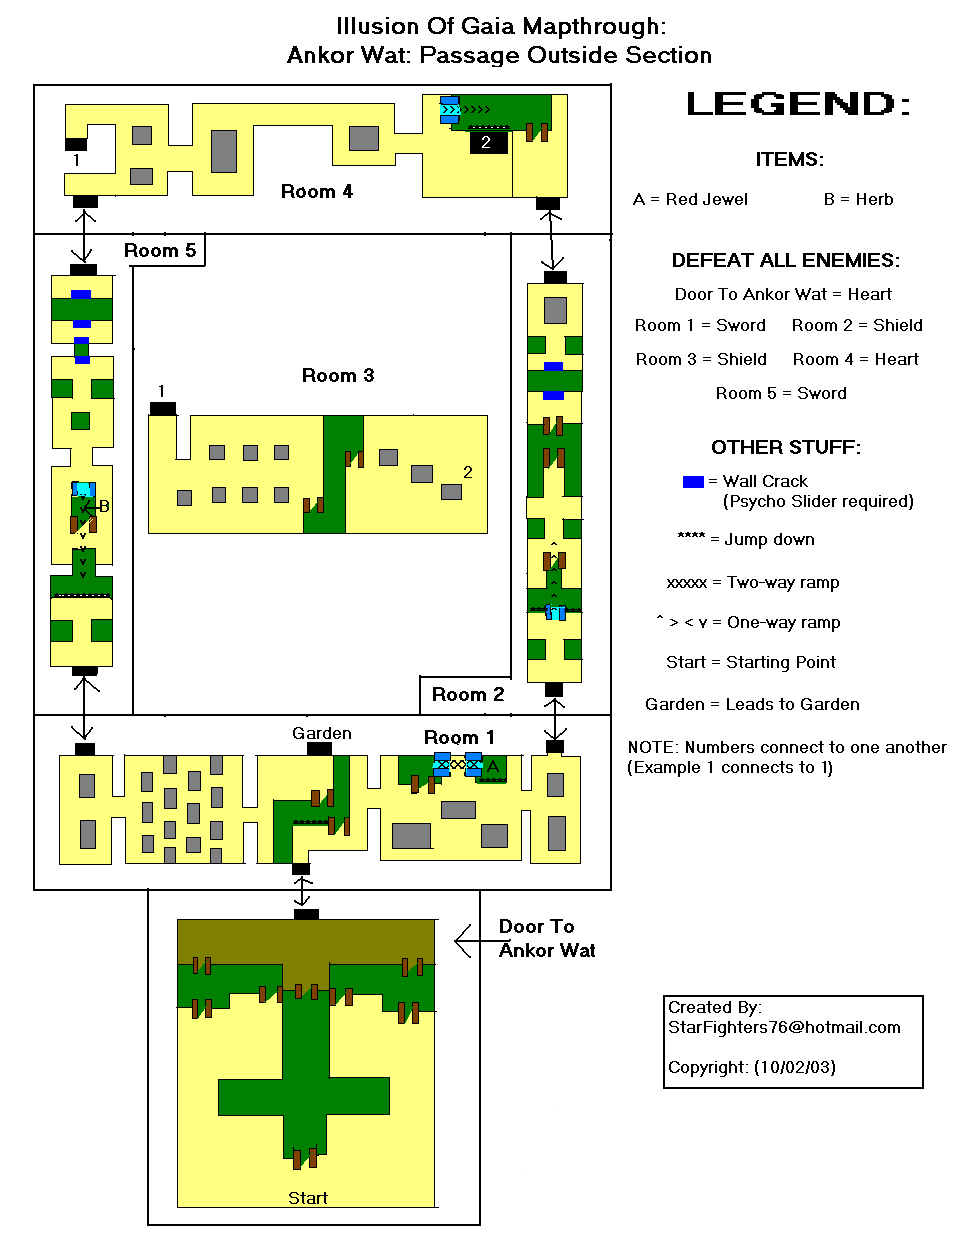 Illusion Of Gaia Mapthrough:
Ankor Wat: Passage Outside Section
LEGEND:
ITEMS:
A = Red Jewel B = Herb
DEFEAT ALL ENEMIES:
Door To Ankor Wat = Heart
Room 1 = Sword Room 2 = Shield
Room 3 = Shield Room 4 = Heart
Room 5 = Sword
OTHER STUFF:
= Wall Crack
(Psycho Slider required)
**** = Jump down
xxxxx = Two-way ramp
^ > < v = One-way ramp
Start = Starting Point
Garden = Leads to Garden
NOTE: Numbers connect to one another
(Example 1 connects to 1)
1
2
Room 4
Room 5
Room 3
1
2
B
Room 2
Garden
Room 1
A
Door To
Ankor Wat
Start
Created By:
StarFighters76@hotmail.com
Copyright: (10/02/03)